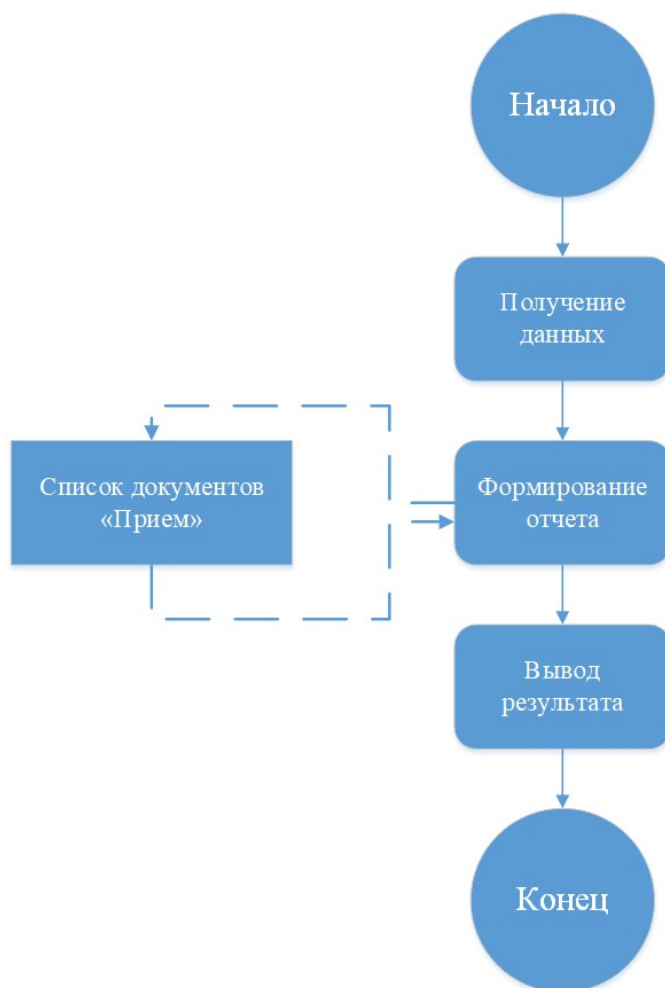 Начало
Получение
данных
Список документов
«Прием»
Формирование
отчета
Вывод
результата
Конец